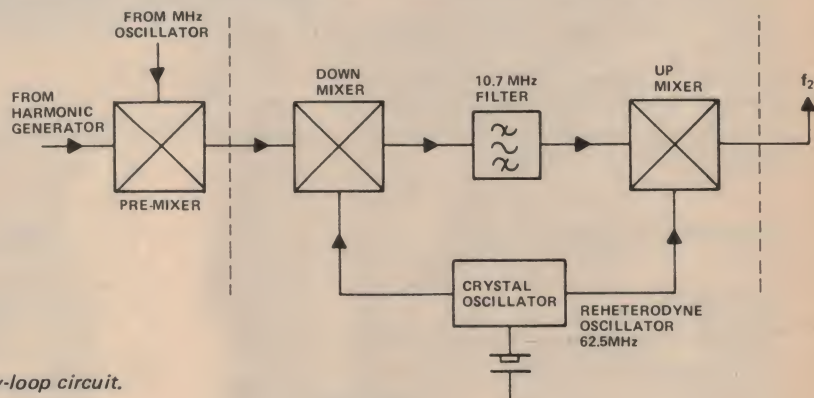 FROM MHz
OSCILLATOR
FROM
HARMONIC
GENERATOR
PRE-MIXER
DOWN
MIXER
10.7 MHz
FILTER
UP
MIXER
f2
CRYSTAL
OSCILLATOR
REHETERODYNE
OSCILLATOR
62.5MHz
y-loop circuit.